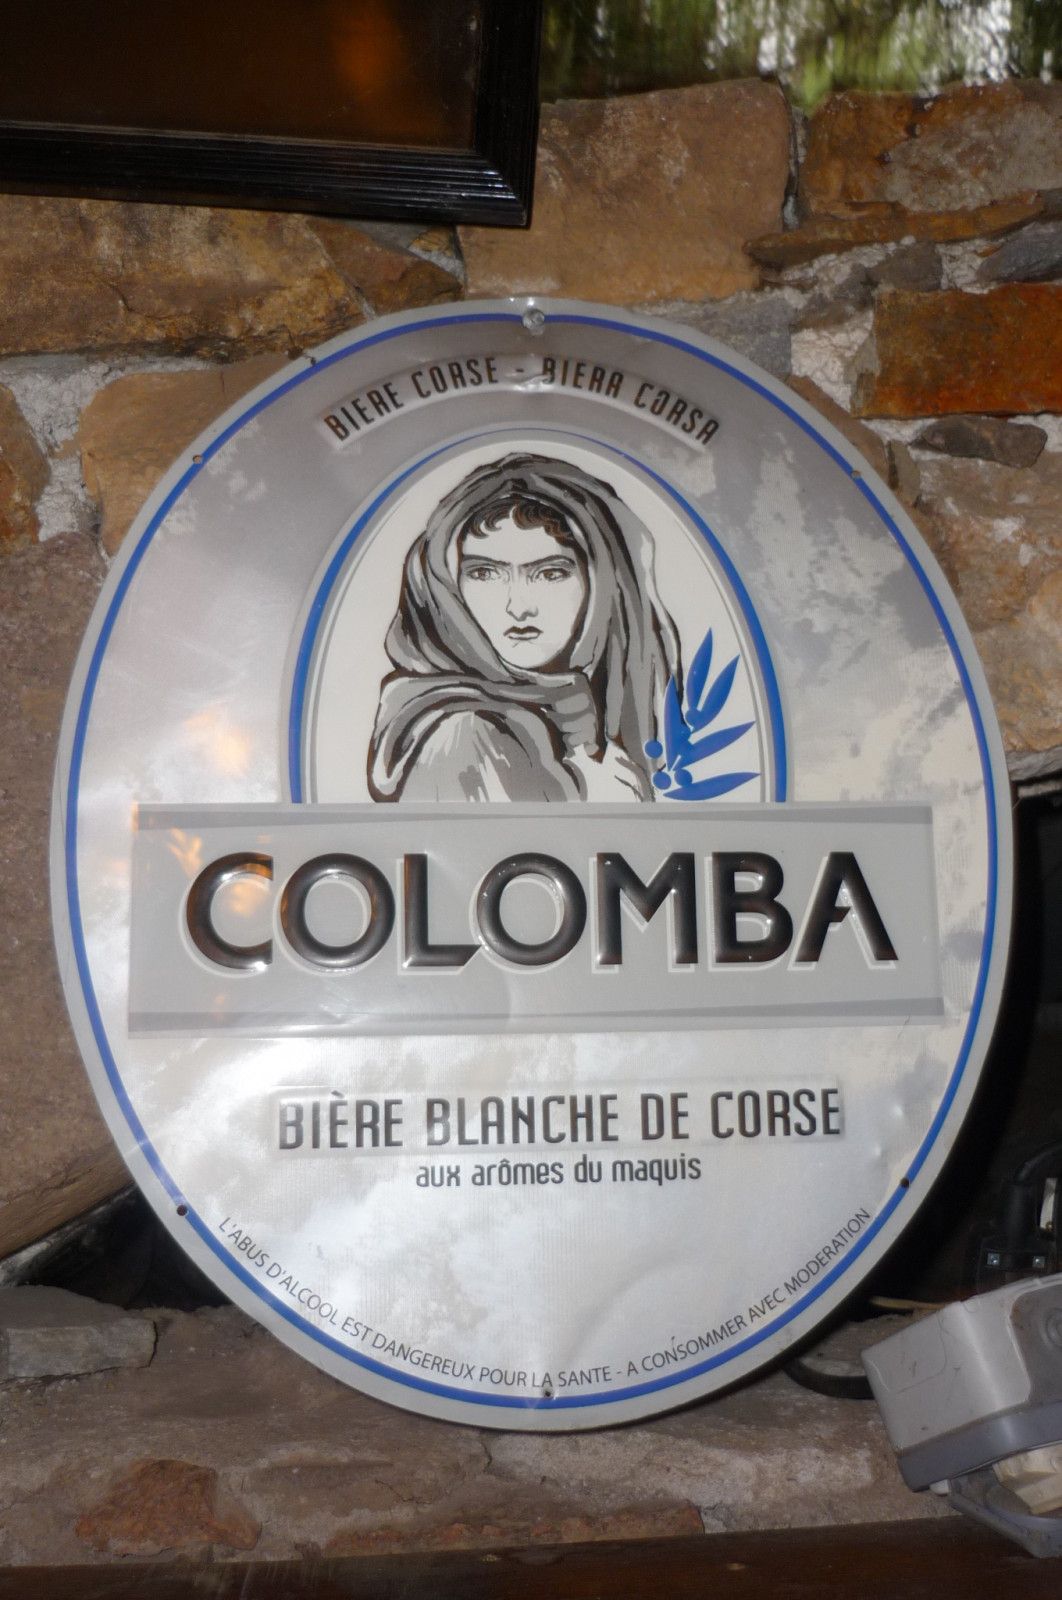 BIERE CORSE - BIERA CORSA
COLOMBA
BIÈRE BLANCHE DE CORSE
aux arômes du maquis
L'ABUS D'ALCOOL EST DANGEREUX POUR LA SANTE - A CONSOMMER AVEC MODERATION